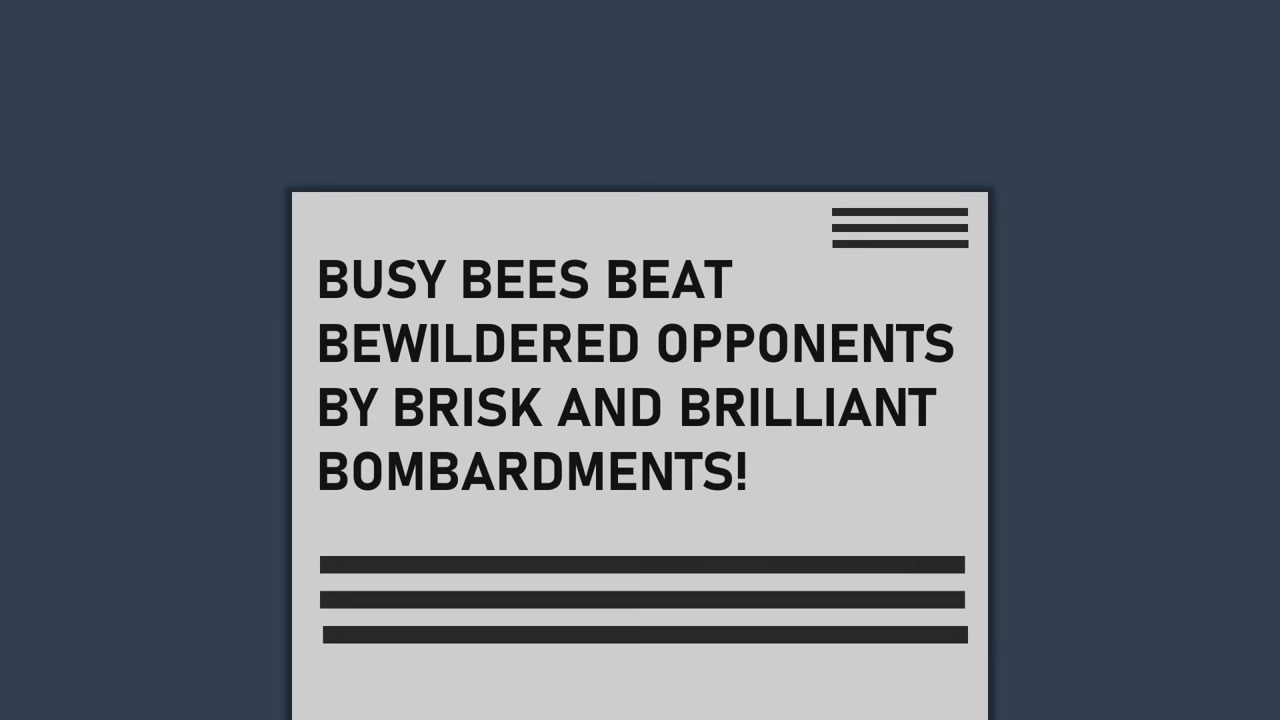 BUSY BEES BEAT
BEWILDERED OPPONENTS
BY BRISK AND BRILLIANT
BOMBARDMENTS!